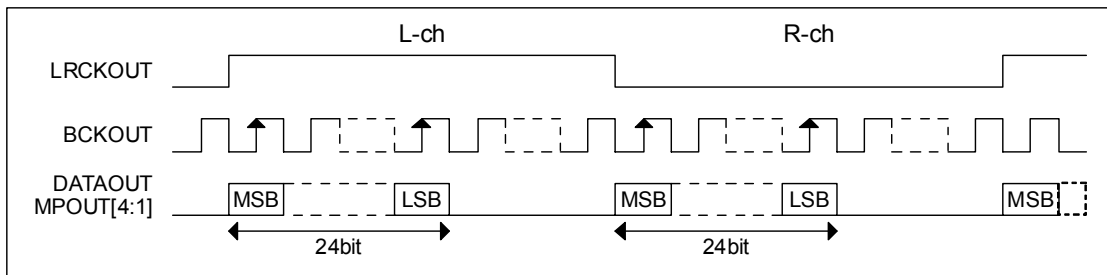 L-ch R-ch
LRCKOUT
BCKOUT
DATAOUT
MPOUT[4:1]
MSB LSB MSB LSB MSB
24bit 24bit